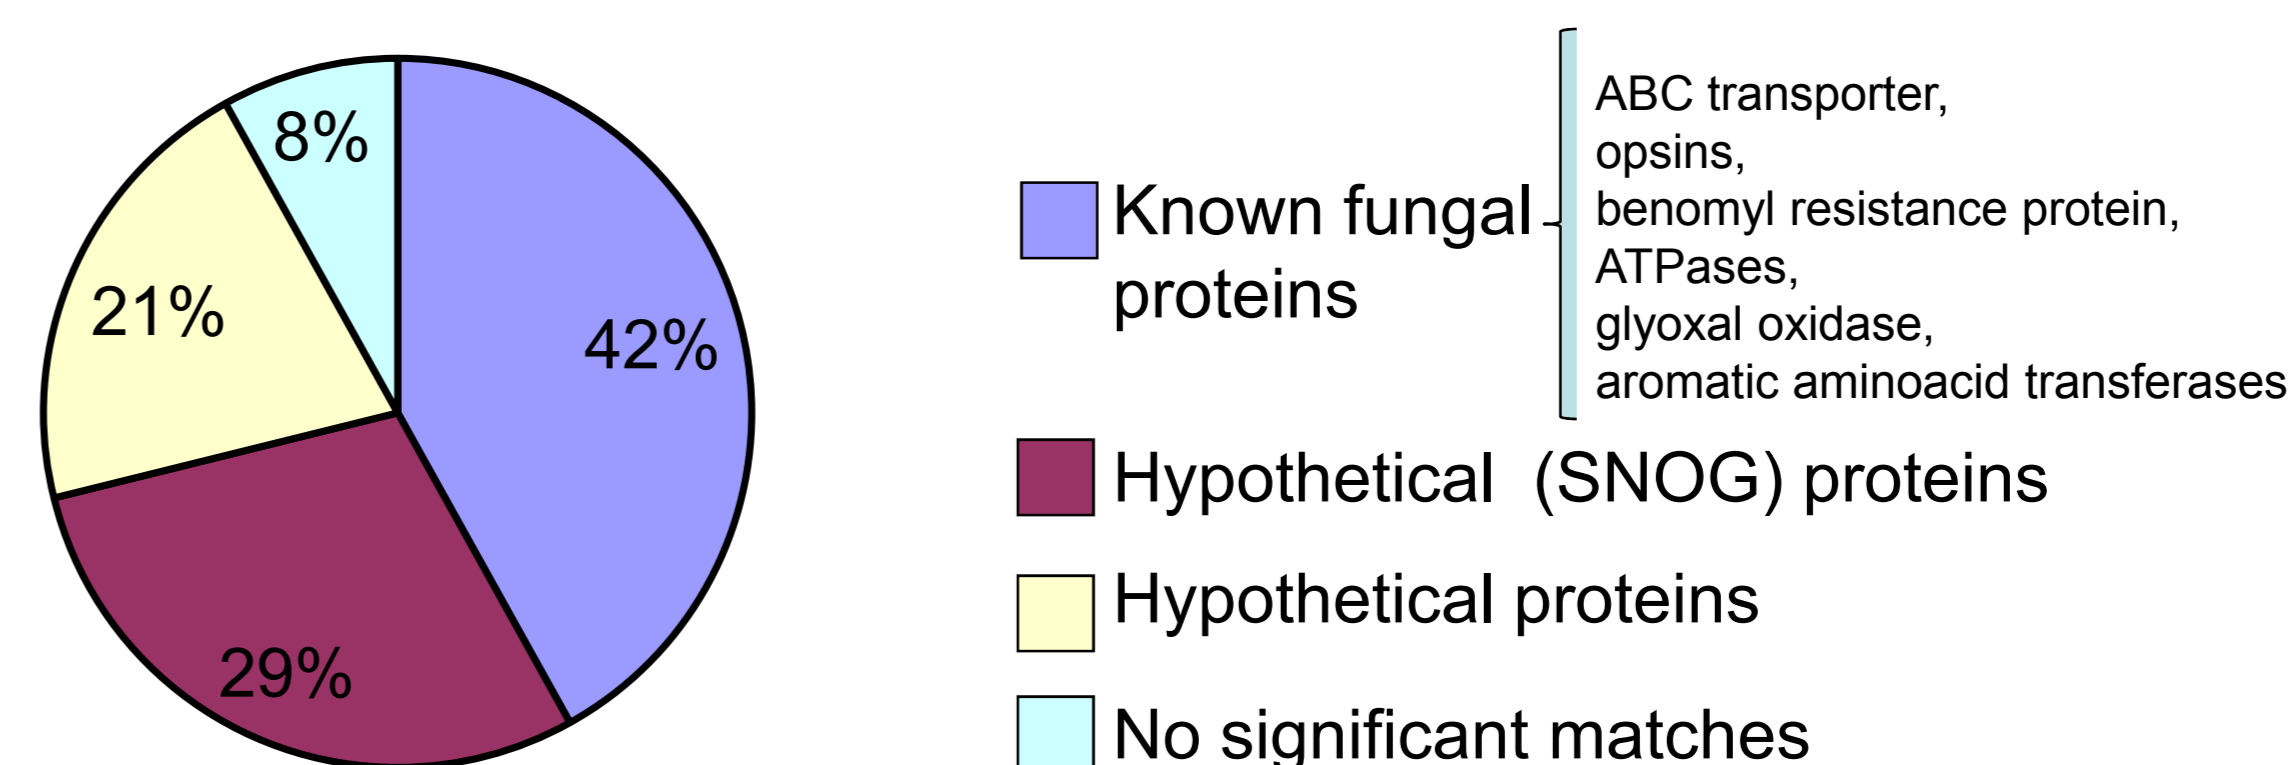 8%
21%
42%
29%
Known fungal
proteins
ABC transporter,
opsins,
benomyl resistance protein,
ATPases,
glyoxal oxidase,
aromatic aminoacid transferases
Hypothetical (SNOG) proteins
Hypothetical proteins
No significant matches